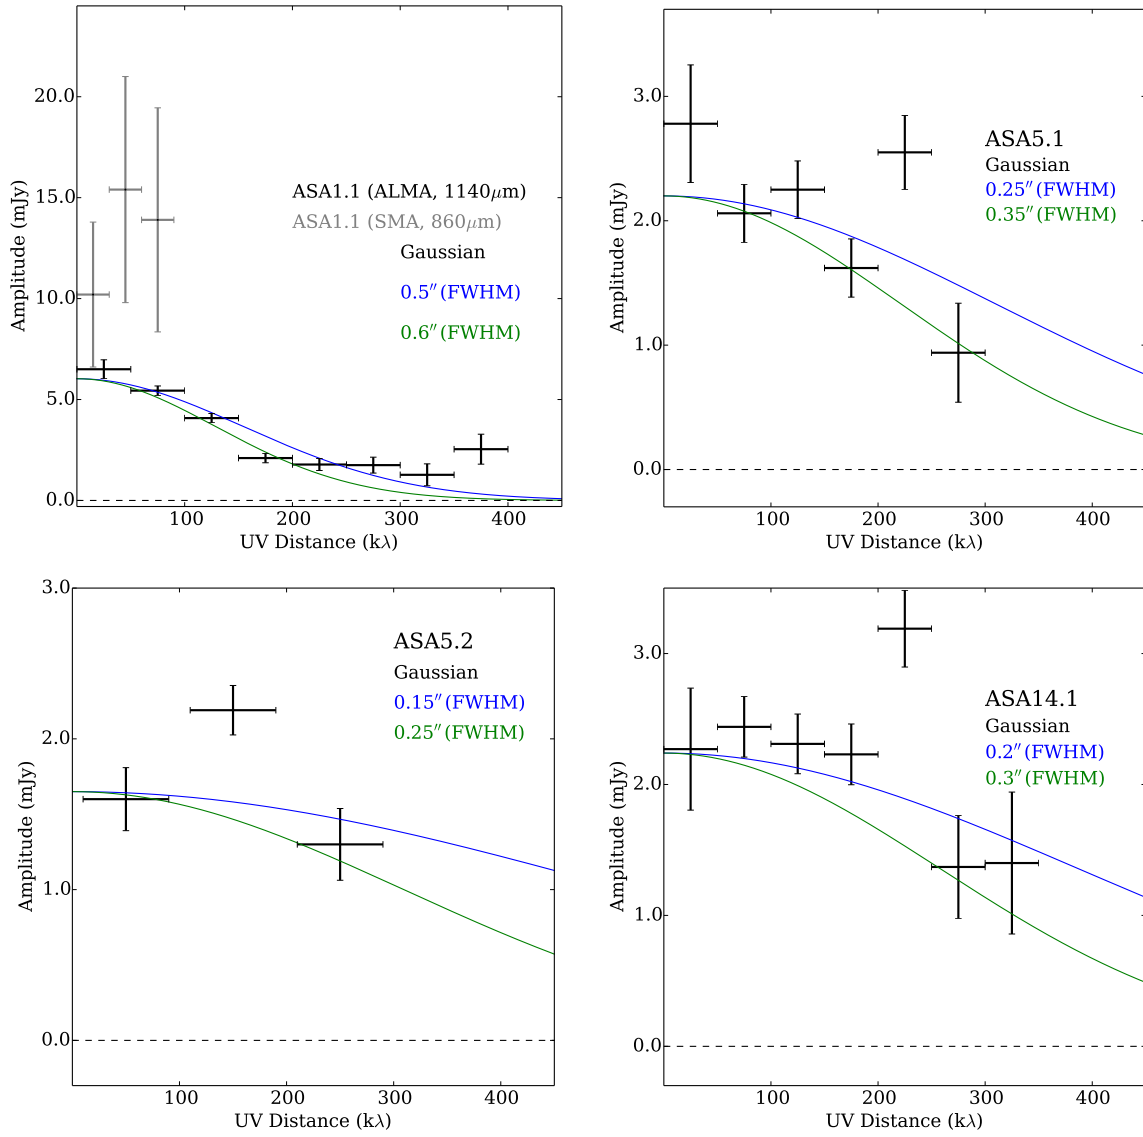 20.0
15.0
10.0
5.0
0.0
Amplitude (mJy)
ASA1.1 (ALMA, 1140μm)
ASA1.1 (SMA, 860μm)
Gaussian
0.5″ (FWHM)
0.6″ (FWHM)
100 200 300 400
UV Distance (kλ)
3.0
2.0
1.0
0.0
Amplitude (mJy)
ASA5.1
Gaussian
0.25″ (FWHM)
0.35″ (FWHM)
100 200 300 400
UV Distance (kλ)
3.0
2.0
1.0
0.0
Amplitude (mJy)
ASA5.2
Gaussian
0.15″ (FWHM)
0.25″ (FWHM)
100 200 300 400
UV Distance (kλ)
3.0
2.0
1.0
0.0
Amplitude (mJy)
ASA14.1
Gaussian
0.2″ (FWHM)
0.3″ (FWHM)
100 200 300 400
UV Distance (kλ)